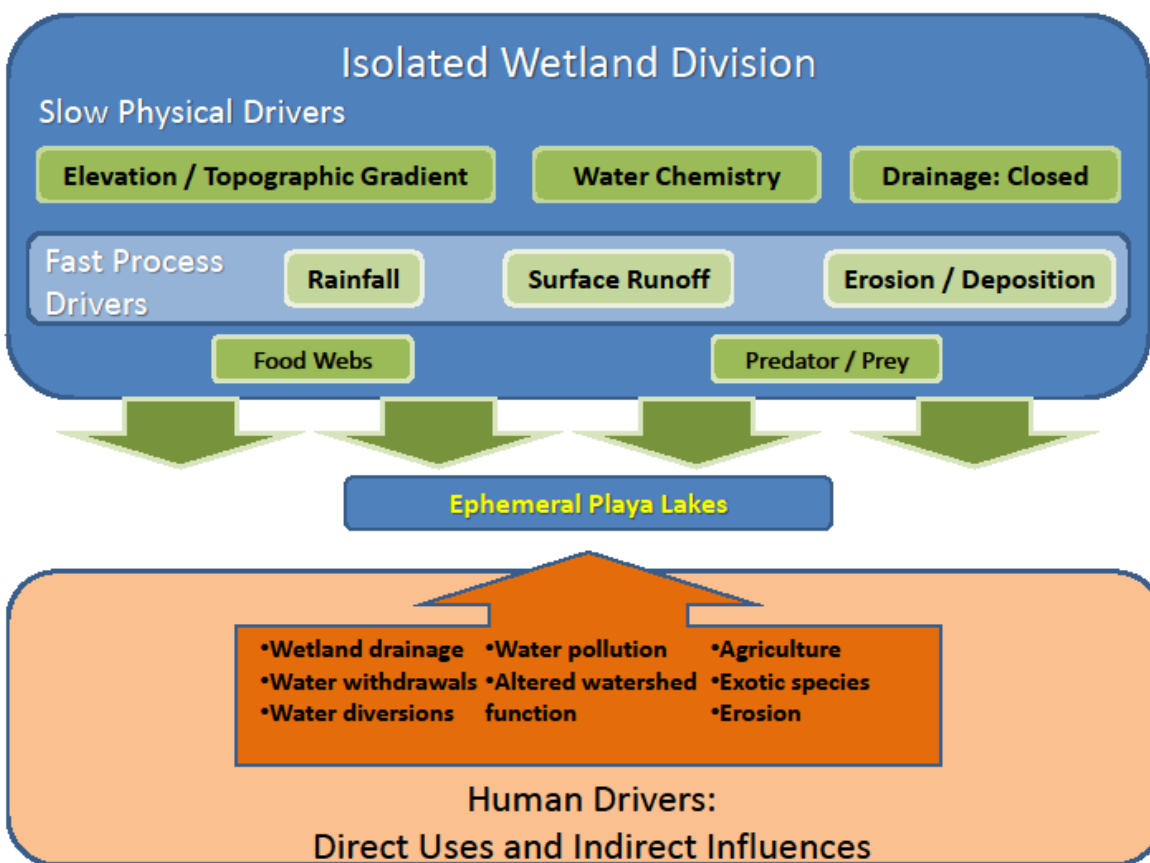 Isolated Wetland Division
Slow Physical Drivers
Elevation / Topographic Gradient
Water Chemistry
Drainage: Closed
Fast Process
Drivers
Rainfall
Surface Runoff
Erosion / Deposition
Food Webs
Predator / Prey
Ephemeral Playa Lakes
•Wetland drainage
•Water withdrawals
•Water diversions
•Water pollution
•Altered watershed
function
•Agriculture
•Exotic species
•Erosion
Human Drivers:
Direct Uses and Indirect Influences